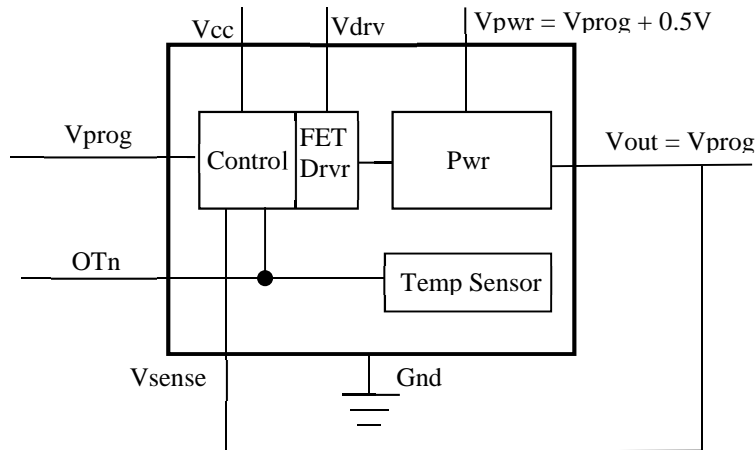 Vcc
Vdrv
Vpwr = Vprog + 0.5V
Vprog
Control
FET
Drvr
Pwr
Vout = Vprog
OTn
Temp Sensor
Vsense
Gnd